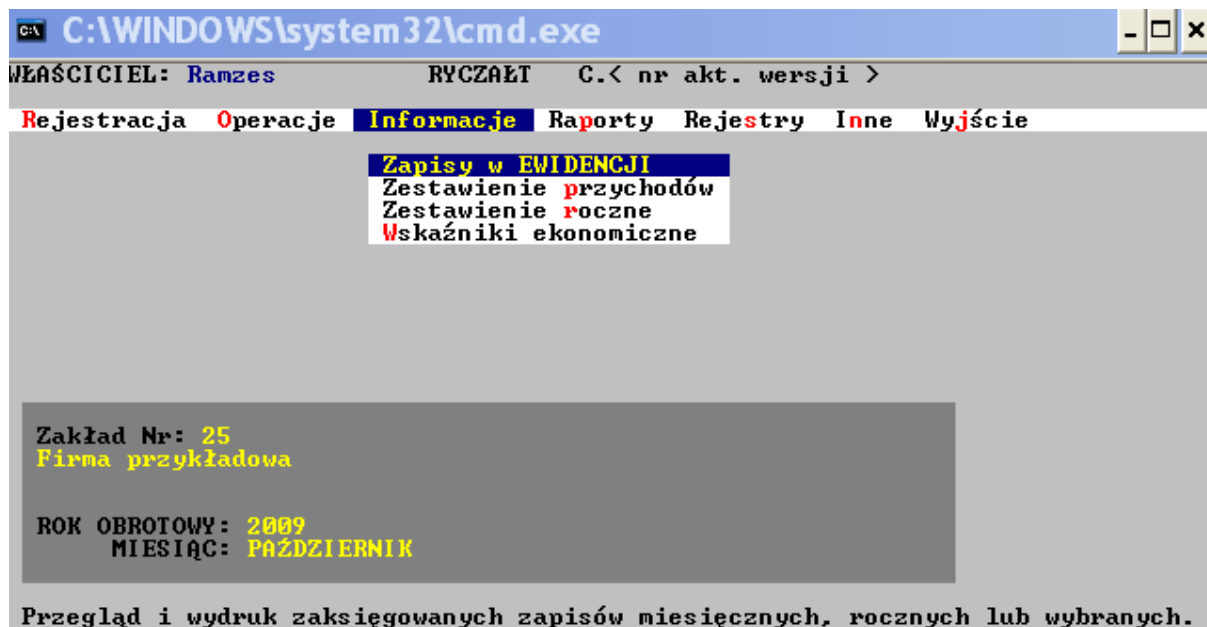 C:\WINDOWS\system32\cmd.exe
WŁAŚCICIEL: Ramzes RYCZAŁT C.< nr akt. wersji >
Rejestracja Operacje Informacje Raporty Rejestry Inne Wyjście
Zapisy w EWIDENCJI
Zestawienie przychodów
Zestawienie roczne
Wskaźniki ekonomiczne
Zakład Nr: 25
Firma przykładowa
ROK OBROTOWY: 2009
MIESIĄC: PAŹDZIERNIK
Przegląd i wydruk zaksięgowanych zapisów miesięcznych, rocznych lub wybranych.